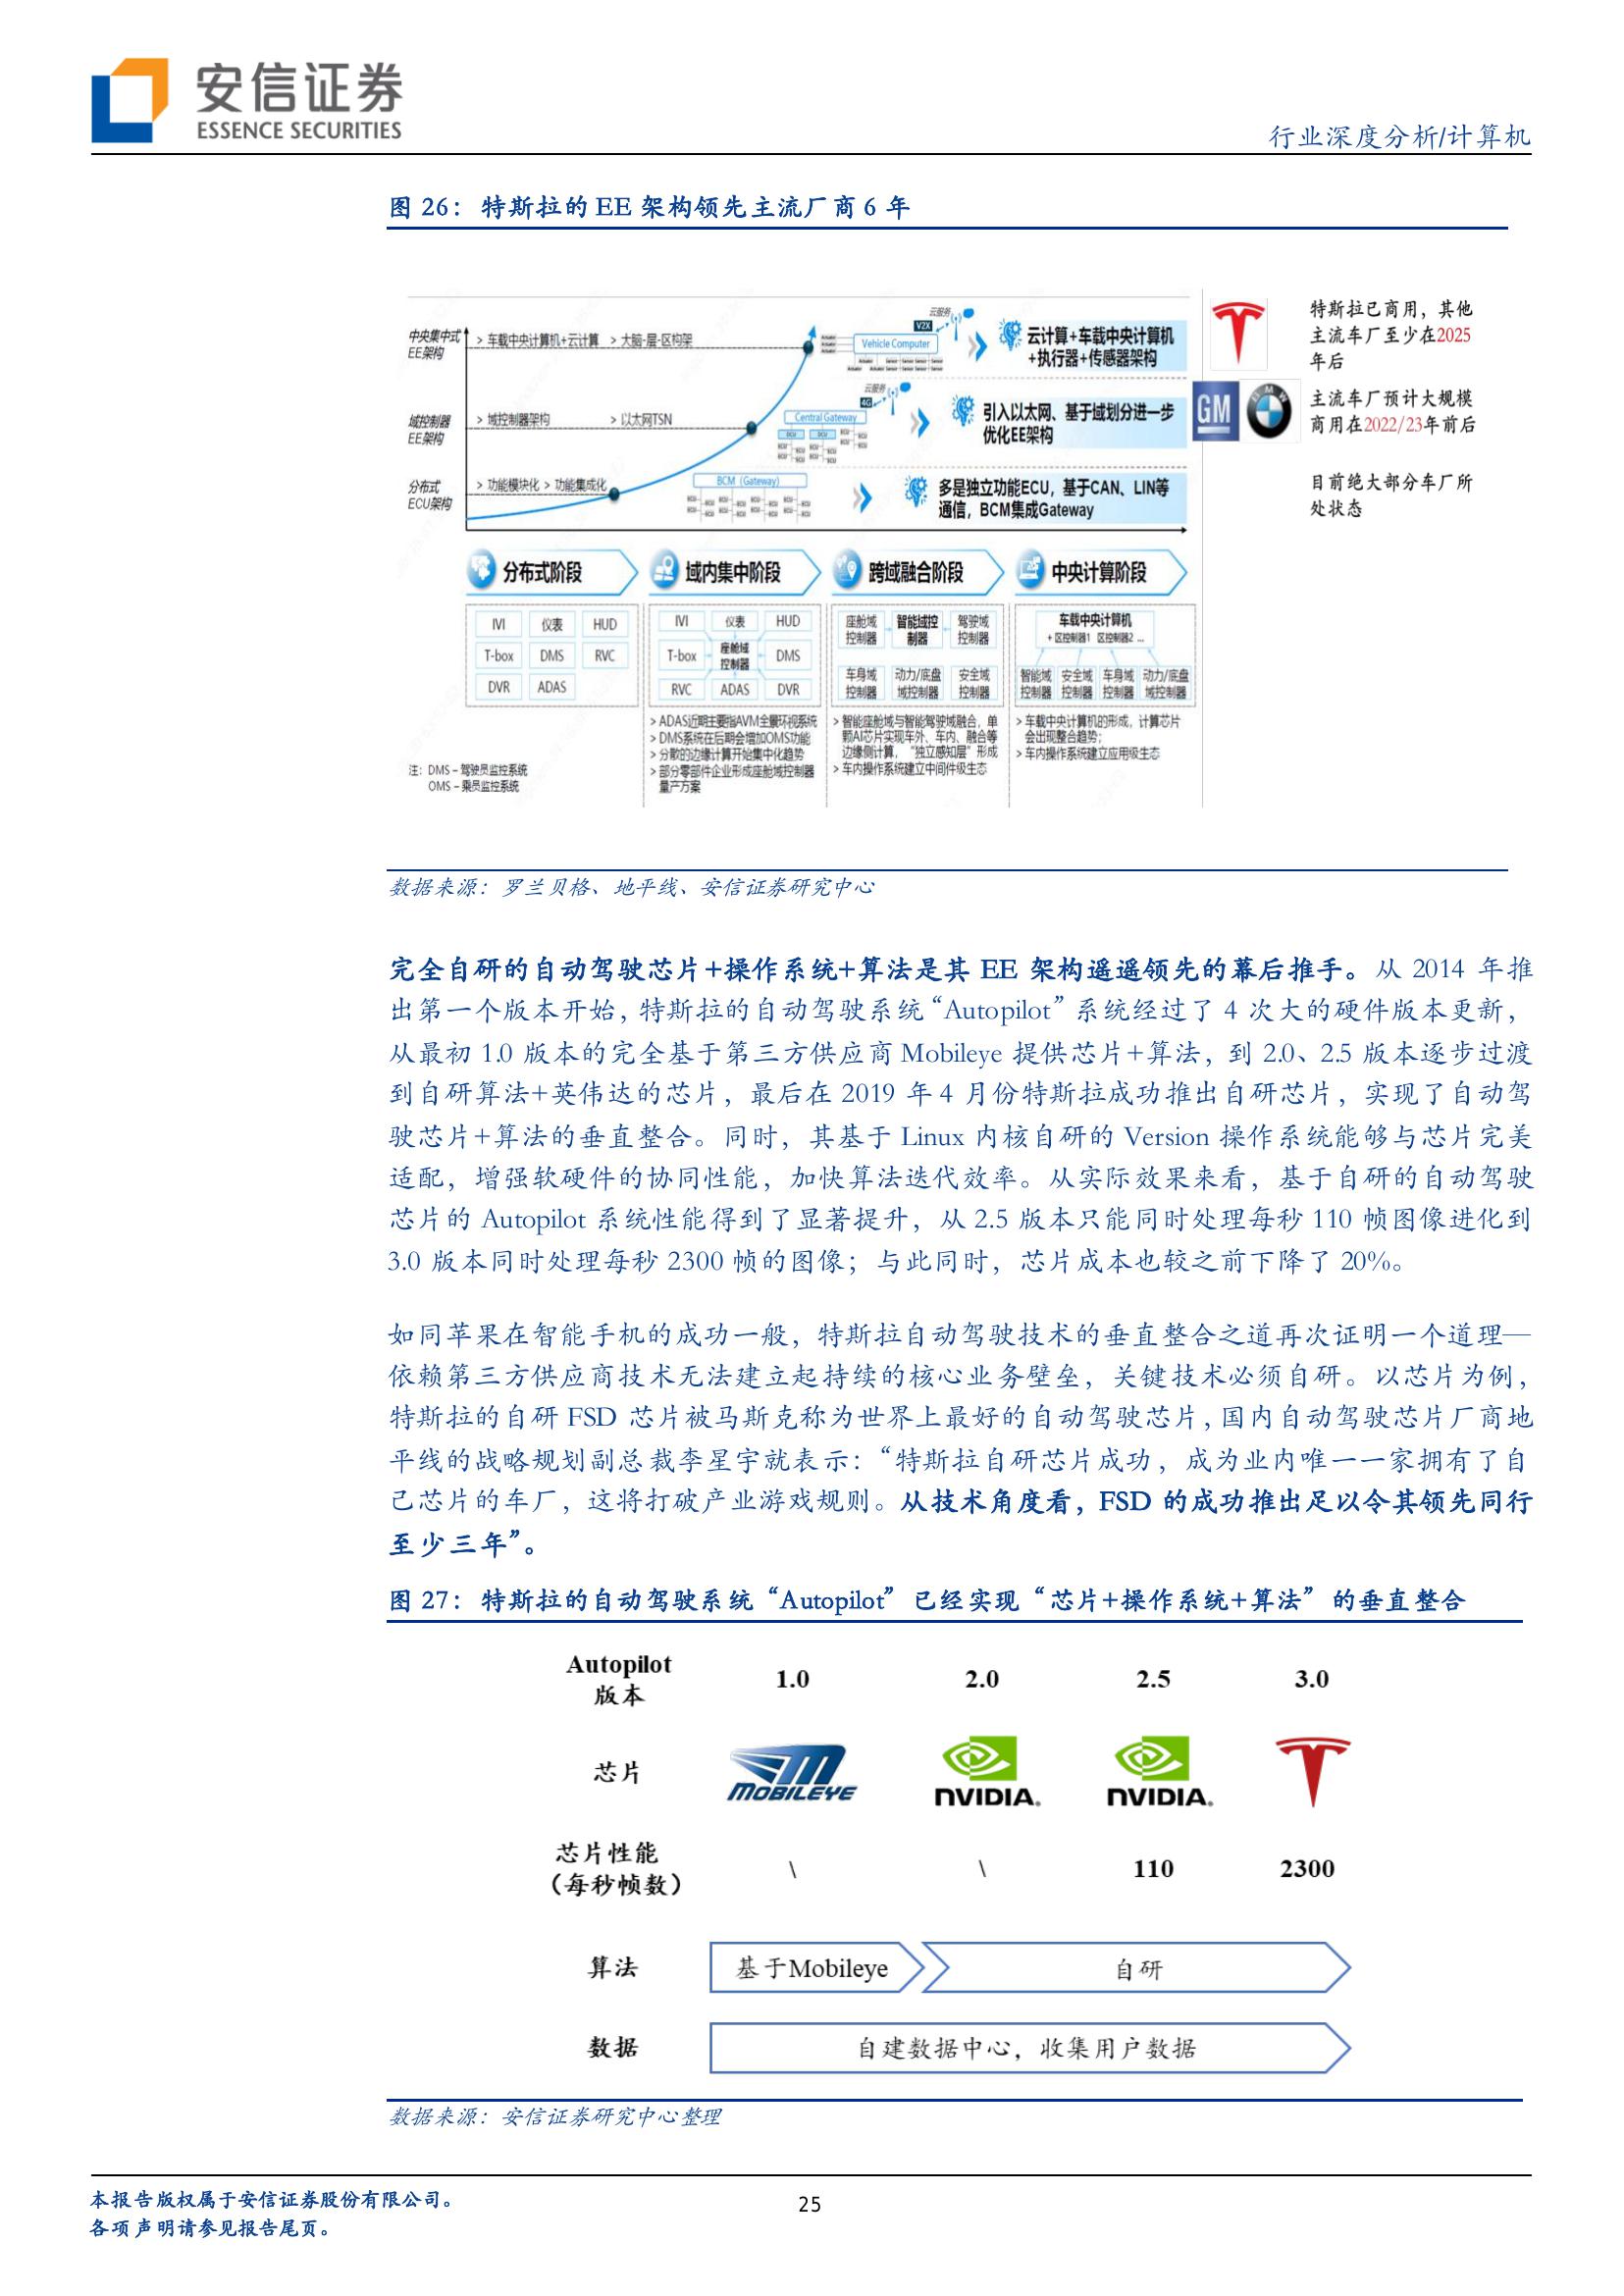 安信证券
ESSENCE SECURITIES
行业深度分析/计算机
图 26：特斯拉的 EE 架构领先主流厂商 6 年
中央集中式
EE架构
> 车载中央计算机+云计算 > 大脑-层-区构架
云服务
V2X
Vehicle Computer
云计算+车载中央计算机
+执行器+传感器架构
特斯拉已商用，其他
主流车厂至少在2025
年后
域控制器
EE架构
> 域控制器架构 > 以太网TSN
云服务
4G
Central Gateway
引入以太网、基于域划分进一步
优化EE架构
GM
BMW
主流车厂预计大规模
商用在2022/23年前后
分布式
ECU架构
> 功能模块化 > 功能集成化
BCM (Gateway)
多是独立功能ECU，基于CAN、LIN等
通信，BCM集成Gateway
目前绝大部分车厂所
处状态
分布式阶段
域内集中阶段
跨域融合阶段
中央计算阶段
IVI 仪表 HUD
T-box DMS RVC
DVR ADAS
IVI 仪表 HUD
T-box 座舱域控制器 DMS
RVC ADAS DVR
座舱域控制器 智能域控制器 驾驶域控制器
车身域控制器 动力/底盘域控制器 安全域控制器
车载中央计算机
+ 区控制器1 区控制器2 ...
智能域控制器 安全域控制器 车身域控制器 动力/底盘域控制器
> ADAS近期主要指AVM全景环视系统
> DMS系统在后期会增加OMS功能
> 分散的边缘计算开始集中化趋势
> 部分零部件企业形成座舱域控制器
量产方案
> 智能座舱域与智能驾驶域融合，单
颗AI芯片实现车外、车内、融合等
边缘侧计算，“独立感知层”形成
> 车内操作系统建立中间件级生态
> 车载中央计算机的形成，计算芯片
会出现整合趋势；
> 车内操作系统建立应用级生态
注：DMS – 驾驶员监控系统
OMS – 乘员监控系统
数据来源：罗兰贝格、地平线、安信证券研究中心
完全自研的自动驾驶芯片+操作系统+算法是其 EE 架构遥遥领先的幕后推手。从 2014 年推
出第一个版本开始，特斯拉的自动驾驶系统“Autopilot”系统经过了 4 次大的硬件版本更新，
从最初 1.0 版本的完全基于第三方供应商 Mobileye 提供芯片+算法，到 2.0、2.5 版本逐步过渡
到自研算法+英伟达的芯片，最后在 2019 年 4 月份特斯拉成功推出自研芯片，实现了自动驾
驶芯片+算法的垂直整合。同时，其基于 Linux 内核自研的 Version 操作系统能够与芯片完美
适配，增强软硬件的协同性能，加快算法迭代效率。从实际效果来看，基于自研的自动驾驶
芯片的 Autopilot 系统性能得到了显著提升，从 2.5 版本只能同时处理每秒 110 帧图像进化到
3.0 版本同时处理每秒 2300 帧的图像；与此同时，芯片成本也较之前下降了 20%。
如同苹果在智能手机的成功一般，特斯拉自动驾驶技术的垂直整合之道再次证明一个道理—
依赖第三方供应商技术无法建立起持续的核心业务壁垒，关键技术必须自研。以芯片为例，
特斯拉的自研 FSD 芯片被马斯克称为世界上最好的自动驾驶芯片，国内自动驾驶芯片厂商地
平线的战略规划副总裁李星宇就表示：“特斯拉自研芯片成功，成为业内唯一一家拥有了自
己芯片的车厂，这将打破产业游戏规则。从技术角度看，FSD 的成功推出足以令其领先同行
至少三年”。
图 27：特斯拉的自动驾驶系统“Autopilot”已经实现“芯片+操作系统+算法”的垂直整合
Autopilot
版本
1.0 2.0 2.5 3.0
芯片
MOBILEYE NVIDIA. NVIDIA.
芯片性能
（每秒帧数）
\ \ 110 2300
算法
基于Mobileye 自研
数据
自建数据中心，收集用户数据
数据来源：安信证券研究中心整理
本报告版权属于安信证券股份有限公司。
各项声明请参见报告尾页。
25